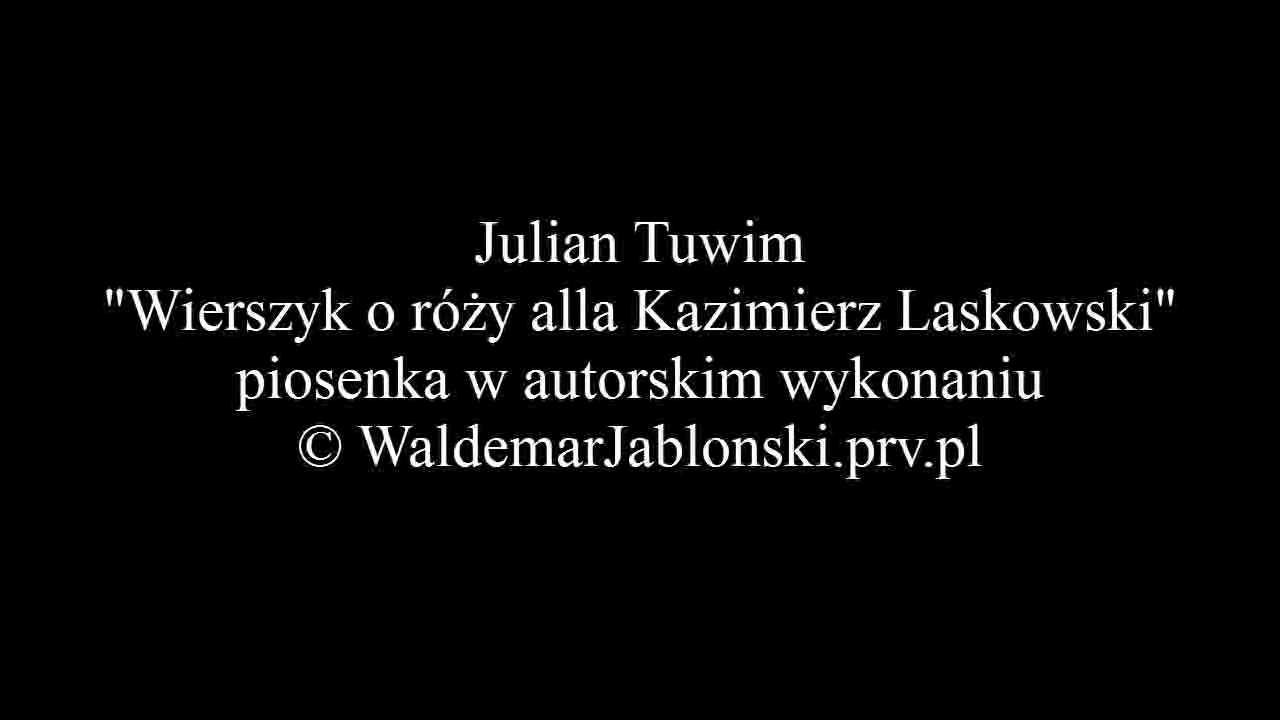 Julian Tuwim
"Wierszyk o róży alla Kazimierz Laskowski"
piosenka w autorskim wykonaniu
© WaldemarJablonski.prv.pl